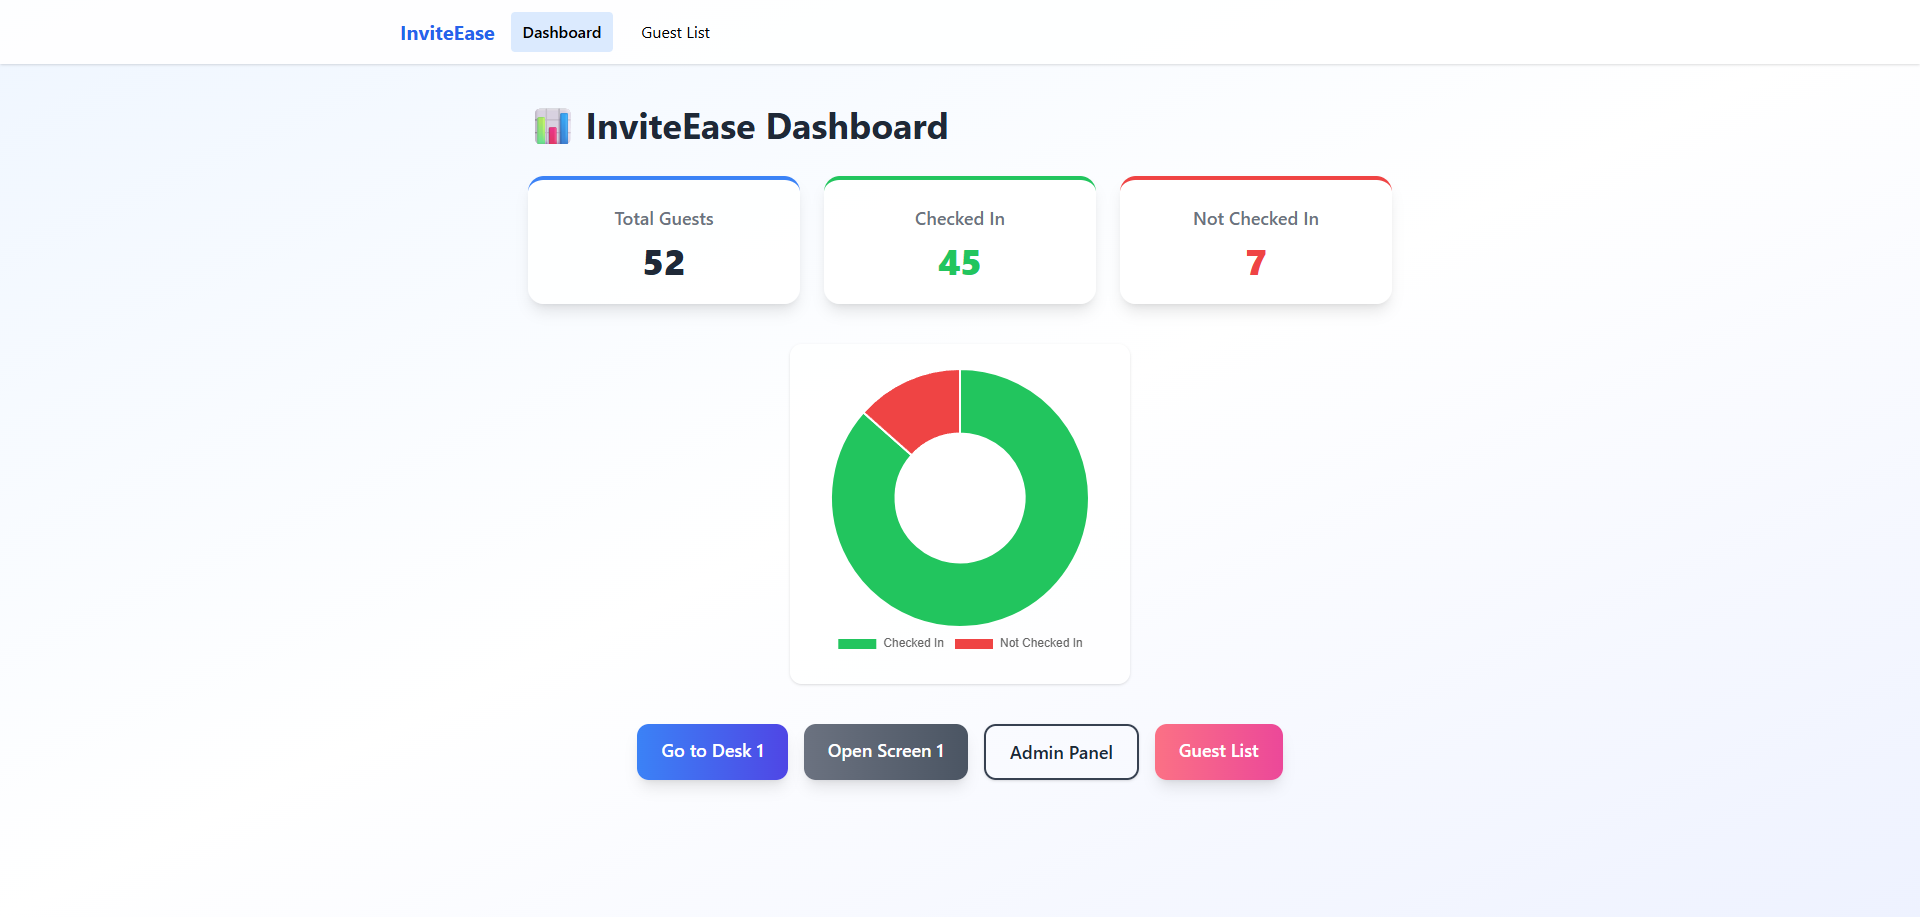 InviteEase Dashboard Guest List
InviteEase Dashboard
Total Guests
52
Checked In
45
Not Checked In
7
Checked In Not Checked In
Go to Desk 1 Open Screen 1 Admin Panel Guest List